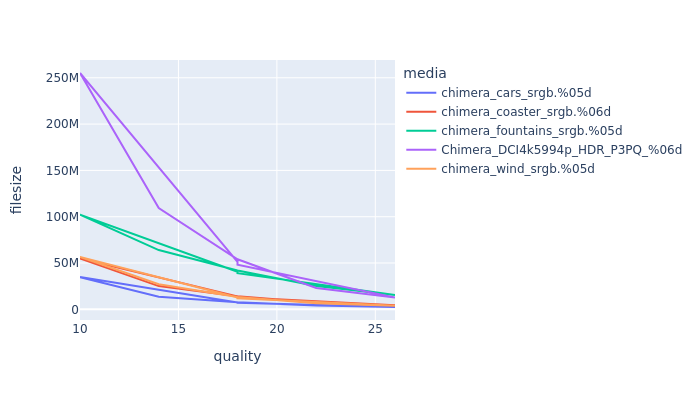 media
chimera_cars_srgb.%05d
chimera_coaster_srgb.%06d
chimera_fountains_srgb.%05d
Chimera_DCI4k5994p_HDR_P3PQ_%06d
chimera_wind_srgb.%05d
250M
200M
150M
100M
50M
0
filesize
10 15 20 25
quality